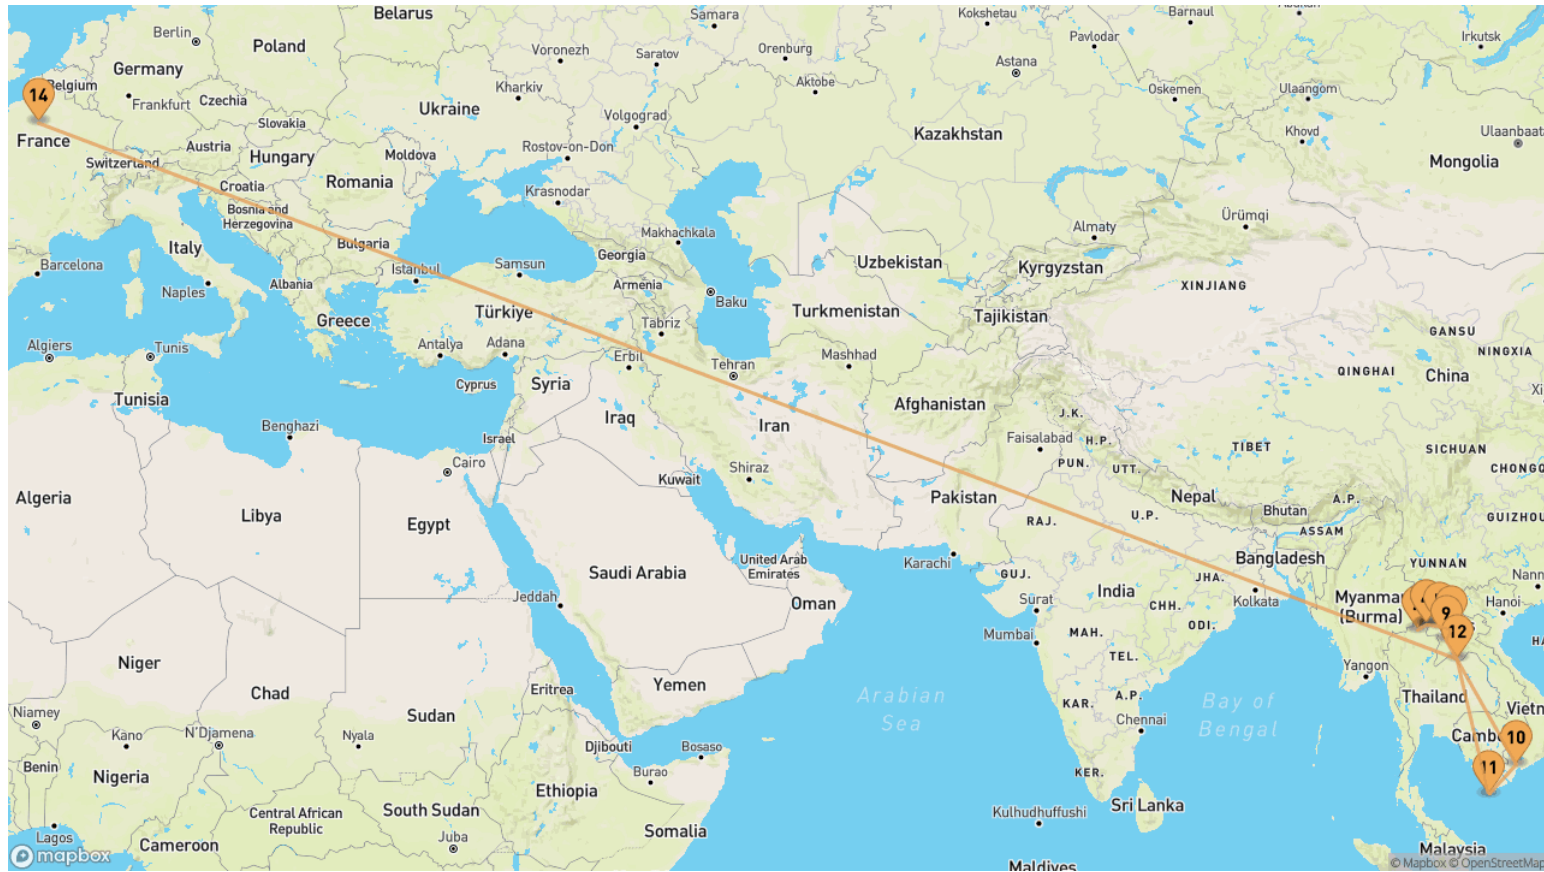 Belarus
Samara
Kokshetau
Barnaul
Berlin
Poland
Voronezh
Saratov
Orenburg
Pavlodar
Irkutsk
Germany
Astana
14
Belgium
Frankfurt
Czechia
Kharkiv
Aktobe
Oskemen
Ulaangom
Ukraine
Volgograd
Slovakia
France
Austria
Rostov-on-Don
Kazakhstan
Khovd
Ulaanbaat
Switzerland
Hungary
Moldova
Mongolia
Romania
Croatia
Krasnodar
Bosnia and
Herzegovina
Ürümqi
Almaty
Makhachkala
Italy
Bulgaria
Georgia
Barcelona
Istanbul
Samsun
Uzbekistan
Kyrgyzstan
Albania
Armenia
XINJIANG
Naples
Baku
Greece
Türkiye
Turkmenistan
Tajikistan
Tabriz
GANSU
Algiers
Tunis
Antalya
Adana
Erbil
Tehran
Mashhad
NINGXIA
QINGHAI
China
Cyprus
Syria
Xi
Tunisia
Afghanistan
J.K.
Iraq
Iran
Benghazi
Israel
Faisalabad
H.P.
TIBET
SICHUAN
Cairo
PUN.
UTT.
CHONGQ
Kuwait
Shiraz
Algeria
Pakistan
Nepal
A.P.
Libya
Egypt
RAJ.
U.P.
Bhutan
GUIZHOU
ASSAM
United Arab
Emirates
Karachi
Bangladesh
YUNNAN
Saudi Arabia
GUJ.
JHA.
Nann
Jeddah
Oman
Surat
India
CHH.
Kolkata
Myanmar
(Burma)
4
9
Hanoi
Mumbai
MAH.
ODI.
12
HA
Niger
TEL.
Yangon
Chad
Eritrea
Yemen
Arabian
Sea
KAR.
A.P.
Bay of
Bengal
Thailand
Vietn
Niamey
Sudan
Chennai
Kano
N'Djamena
Nyala
Djibouti
Bosaso
Camb
10
Benin
Nigeria
Burao
KER.
11
Ethiopia
Central African
Republic
South Sudan
Kulhudhuffushi
Sri Lanka
Lagos
Juba
Somalia
Cameroon
Malaysia
mapbox
Maldives
© Mapbox © OpenStreetMap